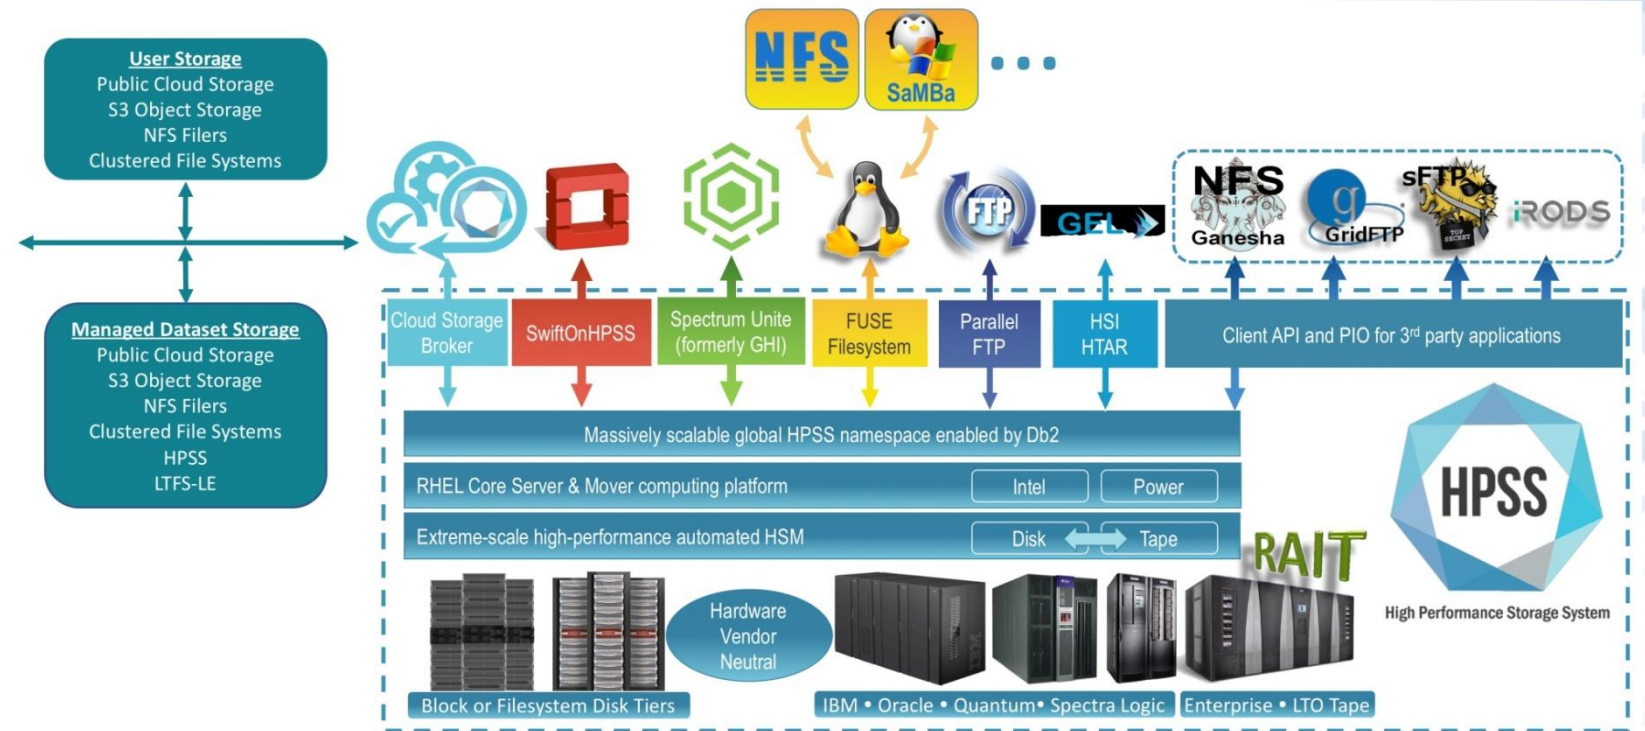 User Storage
Public Cloud Storage
S3 Object Storage
NFS Filers
Clustered File Systems
Managed Dataset Storage
Public Cloud Storage
S3 Object Storage
NFS Filers
Clustered File Systems
HPSS
LTFS-LE
NFS
SaMBa
FTP
GEL
NFS
Ganesha
g
GridFTP
sFTP
TOP
SECRET
iRODS
Cloud Storage
Broker
SwiftOnHPSS
Spectrum Unite
(formerly GHI)
FUSE
Filesystem
Parallel
FTP
HSI
HTAR
Client API and PIO for 3rd party applications
Massively scalable global HPSS namespace enabled by Db2
RHEL Core Server & Mover computing platform
Intel
Power
Extreme-scale high-performance automated HSM
Disk
Tape
RAIT
HPSS
High Performance Storage System
Hardware
Vendor
Neutral
Block or Filesystem Disk Tiers
IBM • Oracle • Quantum• Spectra Logic
Enterprise • LTO Tape